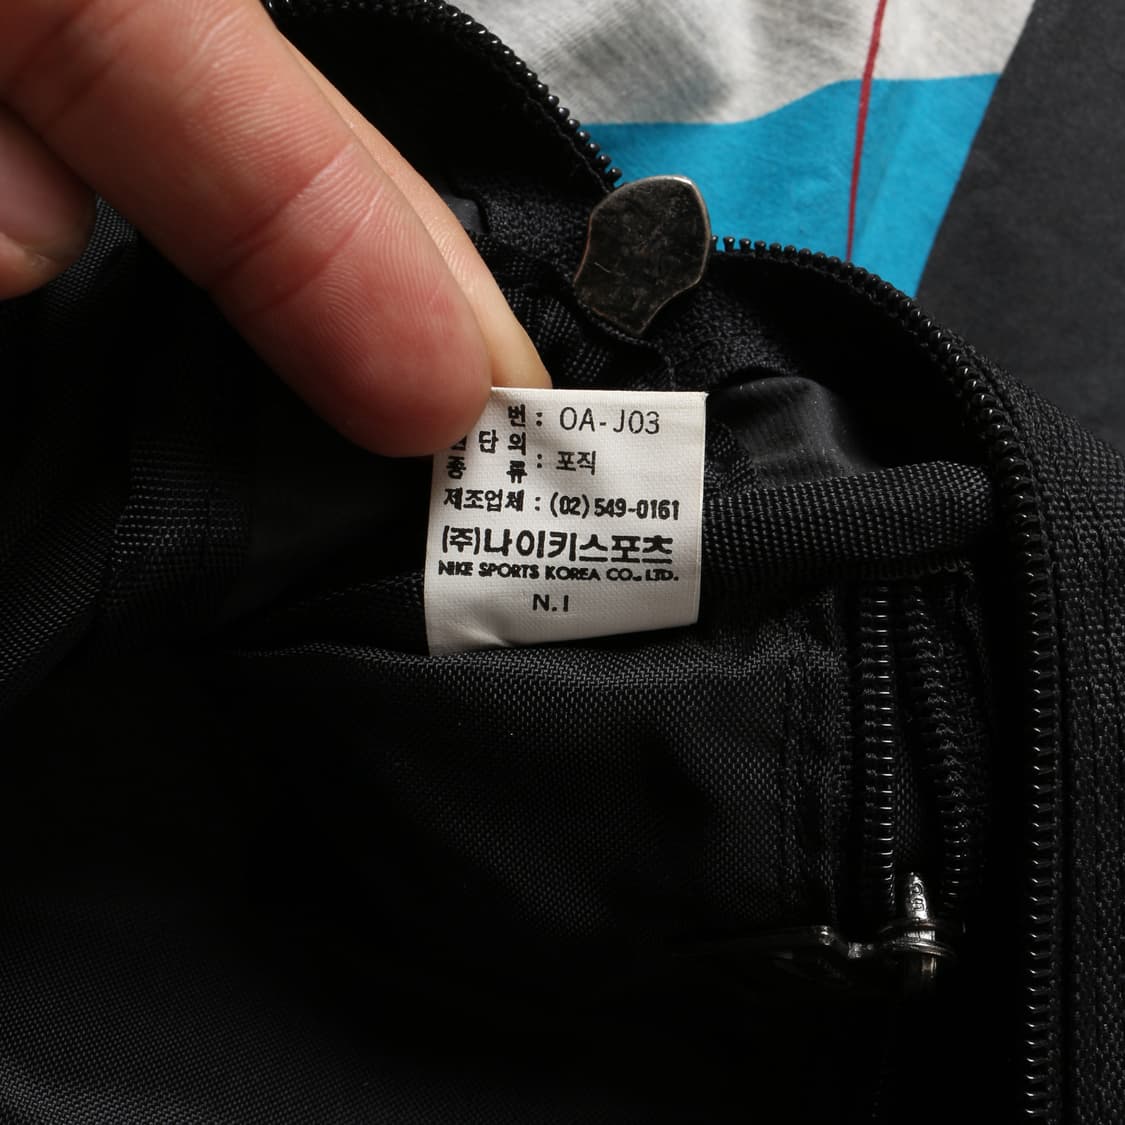 번 : OA-J03
단의
종 류 : 포직
제조업체 : (02) 549-0161
(주)나이키스포츠
NIKE SPORTS KOREA CO., LTD.
N.I